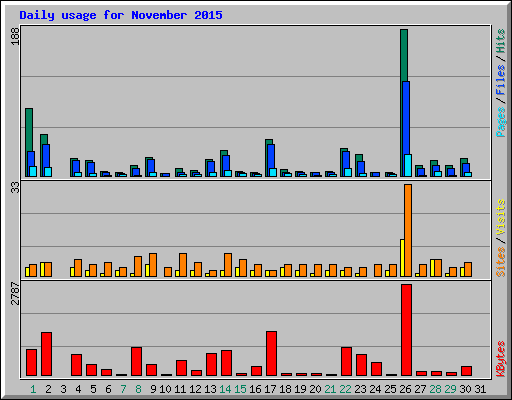 Daily usage for November 2015
188
Pages / Files / Hits
33
Sites / Visits
2787
KBytes
1 2 3 4 5 6 7 8 9 10 11 12 13 14 15 16 17 18 19 20 21 22 23 24 25 26 27 28 29 30 31